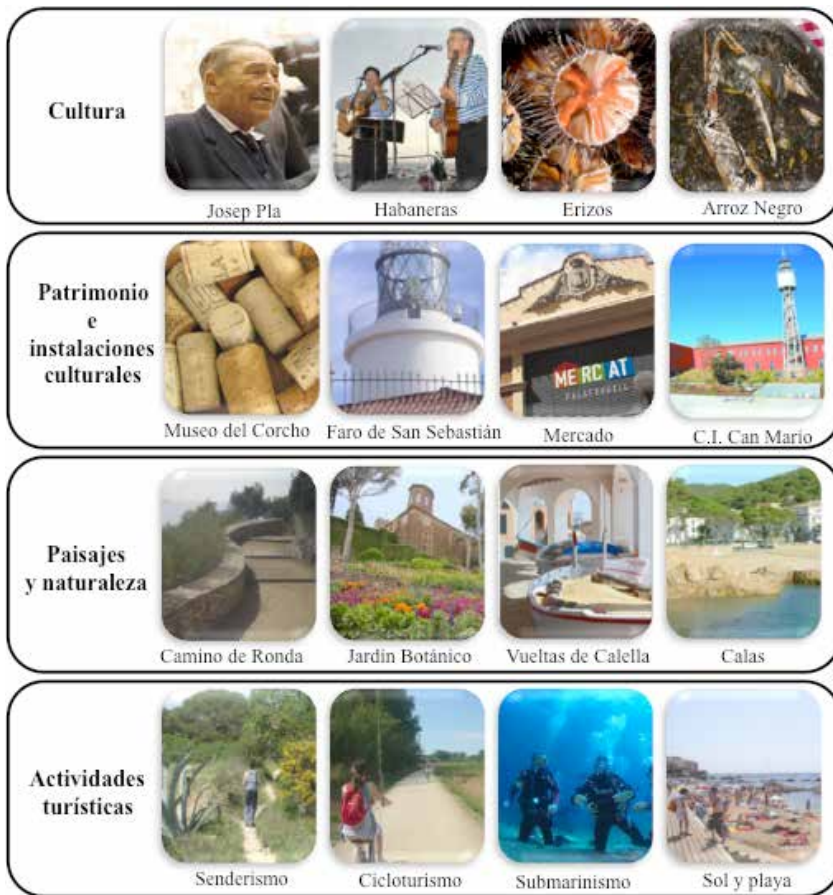 Cultura
Josep Pla
Habaneras
Erizos
Arroz Negro
Patrimonio
e
instalaciones
culturales
MERCAT
PALAFRUGELL
Museo del Corcho
Faro de San Sebastián
Mercado
C.I. Can Mario
Paisajes
y naturaleza
Camino de Ronda
Jardín Botánico
Vueltas de Calella
Calas
Actividades
turísticas
Senderismo
Cicloturismo
Submarinismo
Sol y playa